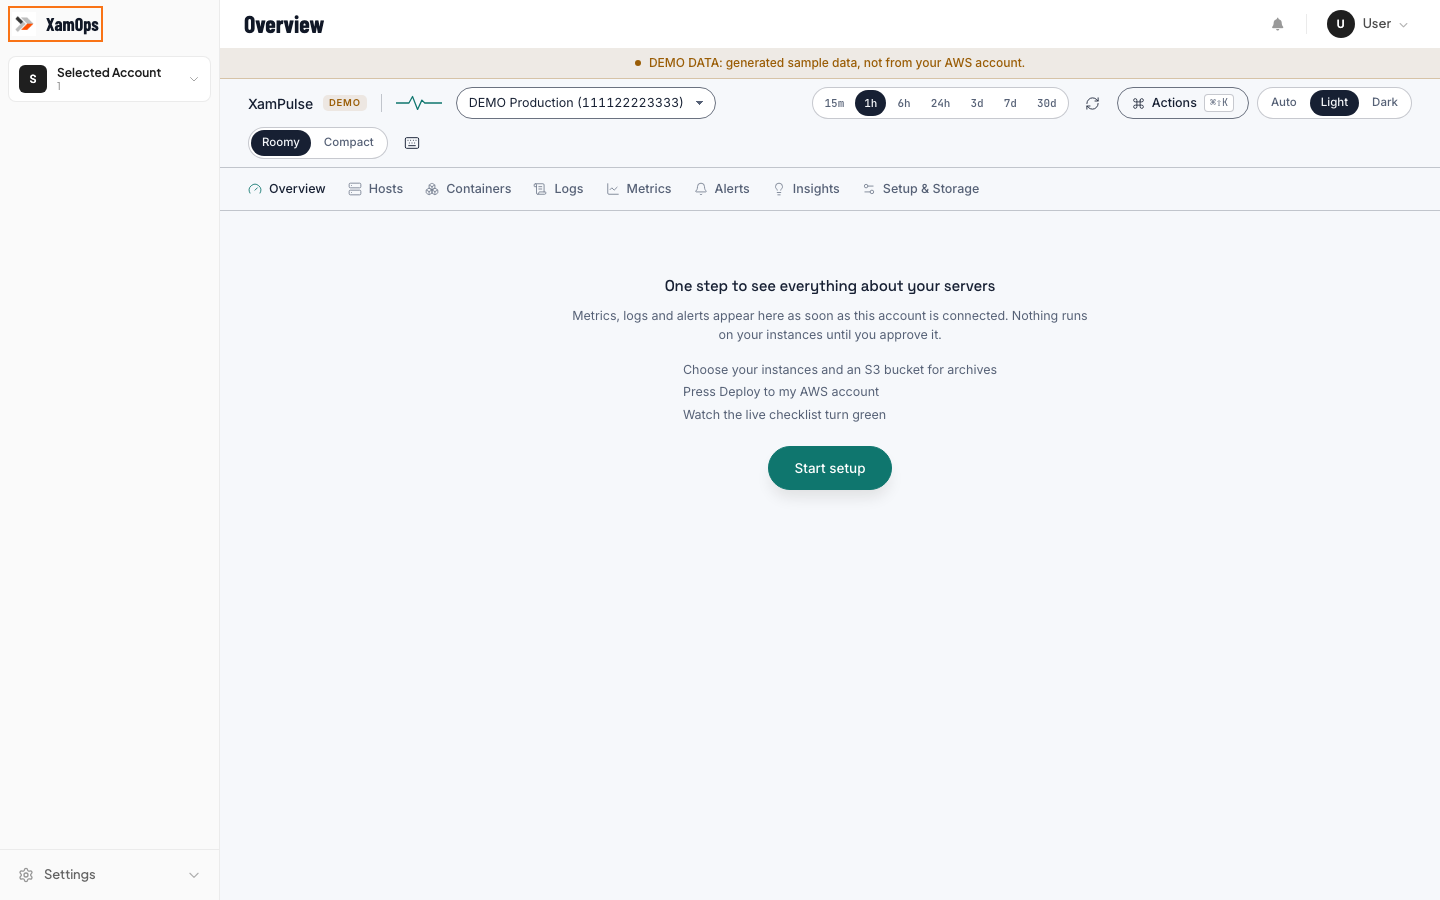 XamOps
Overview
U
User
S
Selected Account
1
DEMO DATA: generated sample data, not from your AWS account.
XamPulse
DEMO
DEMO Production (111122223333)
15m 1h 6h 24h 3d 7d 30d
⌘ Actions ⌘⇧K
Auto Light Dark
Roomy Compact
Overview Hosts Containers Logs Metrics Alerts Insights Setup & Storage
One step to see everything about your servers
Metrics, logs and alerts appear here as soon as this account is connected. Nothing runs
on your instances until you approve it.
Choose your instances and an S3 bucket for archives
Press Deploy to my AWS account
Watch the live checklist turn green
Start setup
Settings